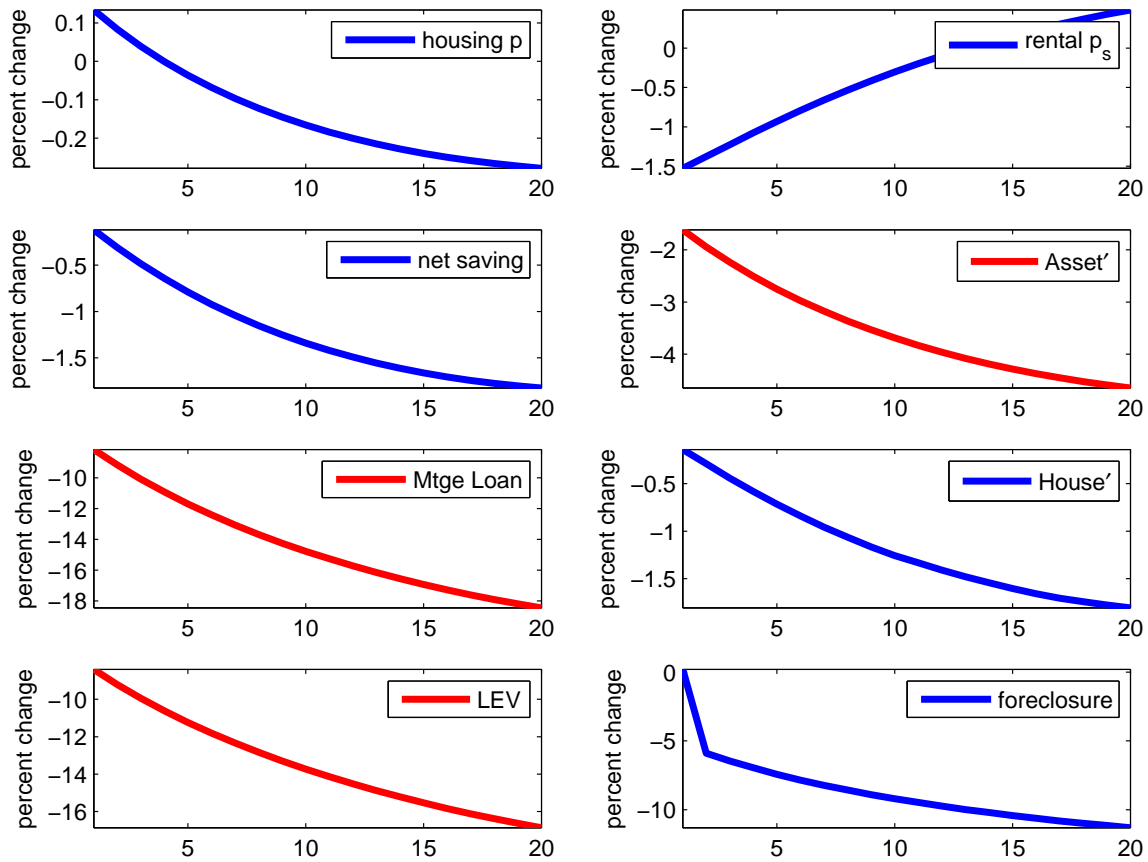 percent change
0.1
0
−0.1
−0.2
housing p
5 10 15 20
percent change
0
−0.5
−1
−1.5
rental p_s
5 10 15 20
percent change
−0.5
−1
−1.5
net saving
5 10 15 20
percent change
−2
−3
−4
Asset′
5 10 15 20
percent change
−10
−12
−14
−16
−18
Mtge Loan
5 10 15 20
percent change
−0.5
−1
−1.5
House′
5 10 15 20
percent change
−10
−12
−14
−16
LEV
5 10 15 20
percent change
0
−5
−10
foreclosure
5 10 15 20